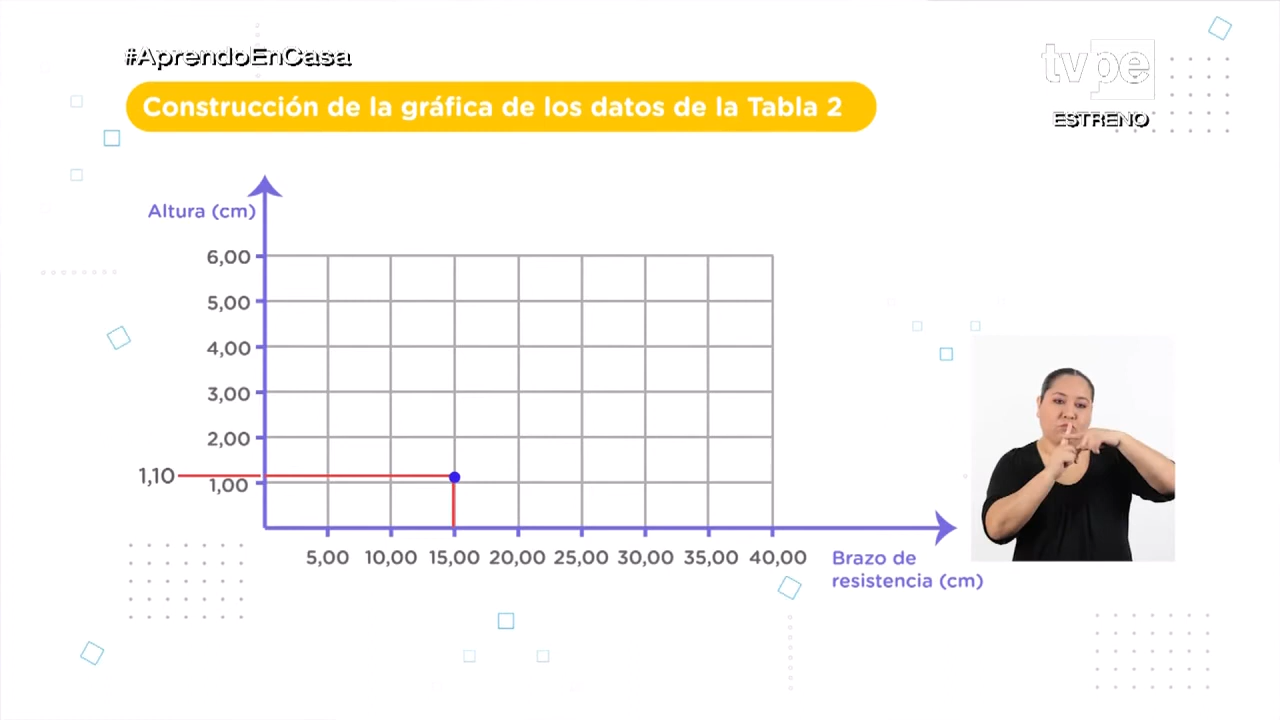 #AprendoEnCasa
tvpe
ESTRENO
Construcción de la gráfica de los datos de la Tabla 2
Altura (cm)
6,00
5,00
4,00
3,00
2,00
1,10
1,00
5,00 10,00 15,00 20,00 25,00 30,00 35,00 40,00
Brazo de
resistencia (cm)